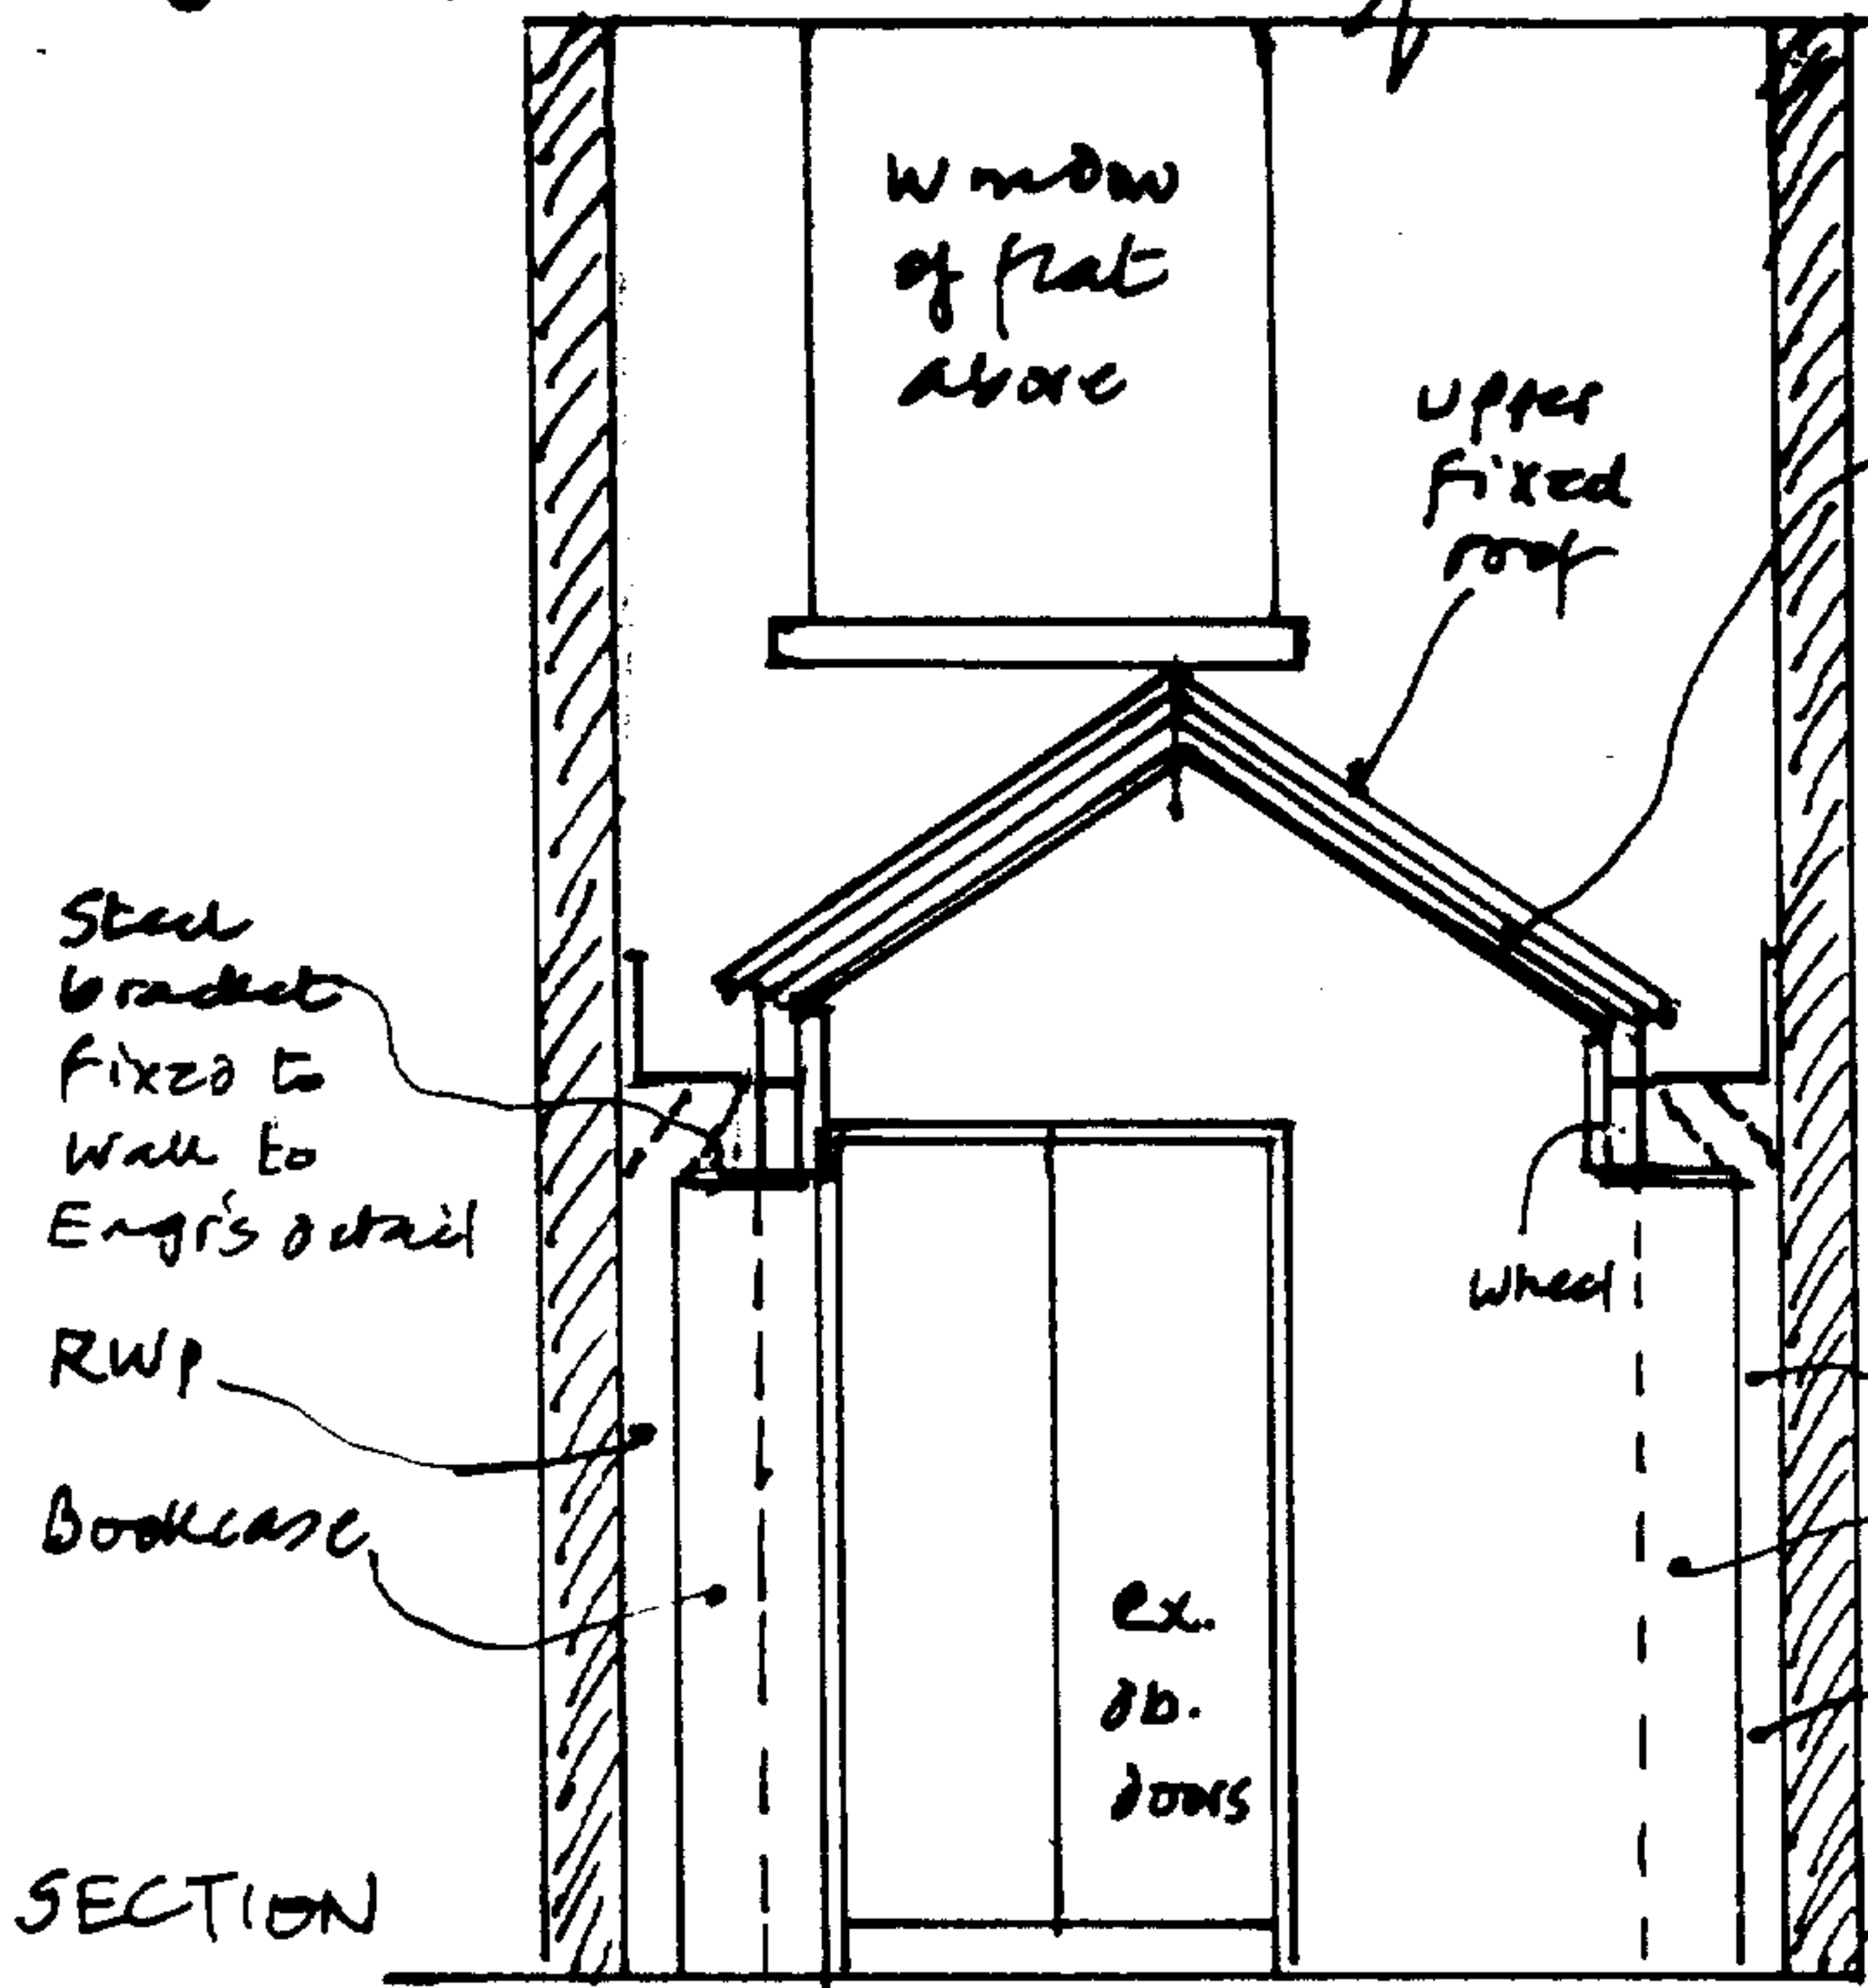 Window
of flat
above
upper
Fixed
roof
Steel
bracket
Fixed to
Wall to
Engr's detail
RWP
Bookcase
wheel
ex.
db.
doors
SECTION